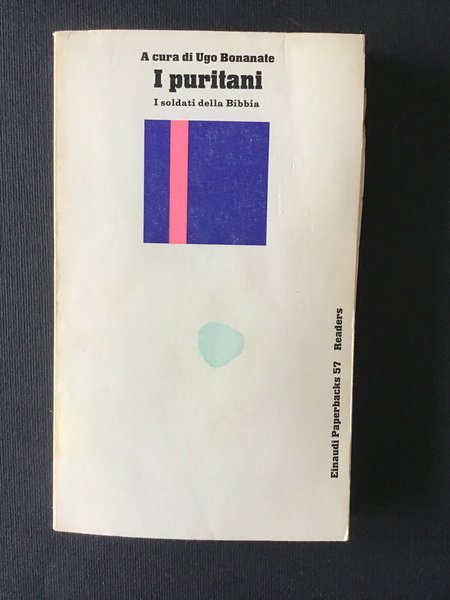 A cura di Ugo Bonanate
I puritani
I soldati della Bibbia
Einaudi Paperbacks 57 Readers